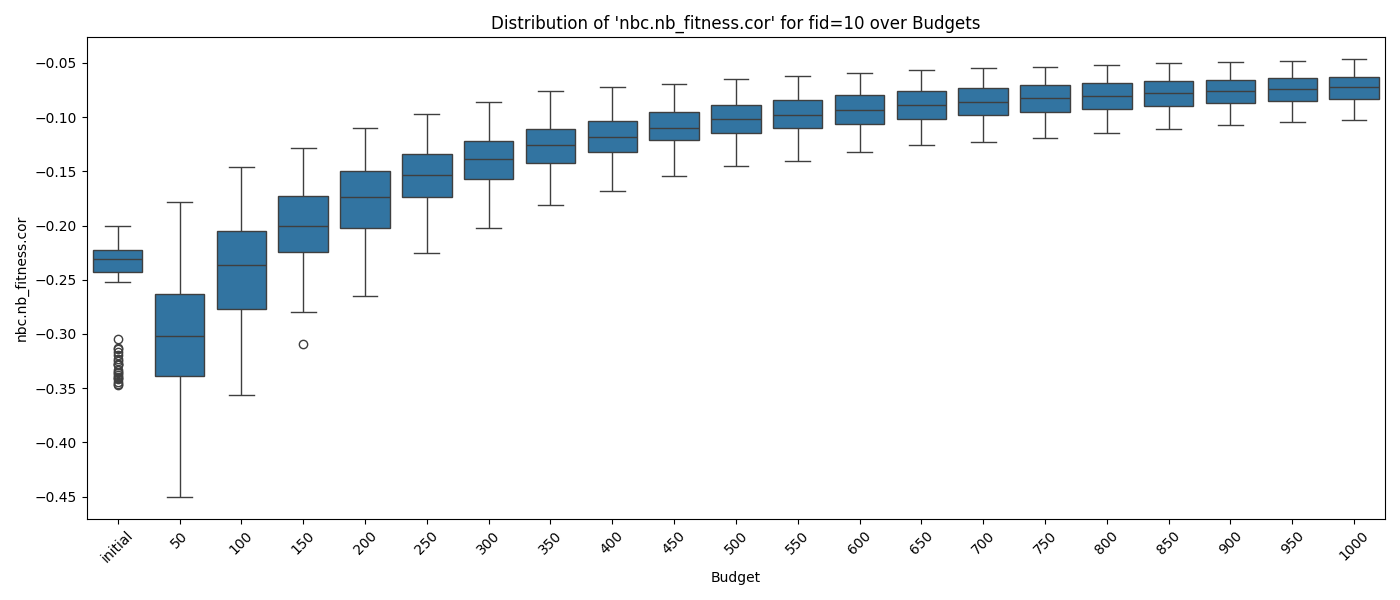 Distribution of 'nbc.nb_fitness.cor' for fid=10 over Budgets
nbc.nb_fitness.cor
−0.05
−0.10
−0.15
−0.20
−0.25
−0.30
−0.35
−0.40
−0.45
initial 50 100 150 200 250 300 350 400 450 500 550 600 650 700 750 800 850 900 950 1000
Budget